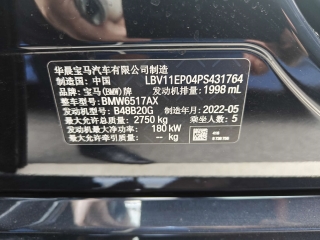 华晨宝马汽车有限公司制造
制造国：中国 LBV11EP04PS431764
品牌：宝马(BMW)牌 发动机排量：1998 mL
整车型号：BMW6517AX
发动机型号：B48B20G 制造年月：2022-05
最大允许总质量：2750 kg 乘坐人数：5
发动机最大净功率：180 kW
最大允许牵引质量：-- kg